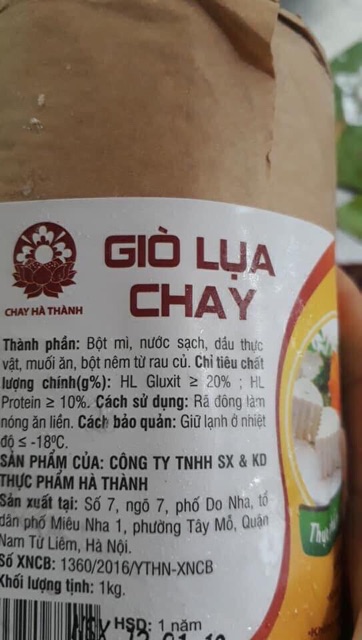 GIÒ LỤA
CHAY
CHAY HÀ THÀNH
Thành phần: Bột mì, nước sạch, dầu thực
vật, muối ăn, bột nêm từ rau củ. Chỉ tiêu chất
lượng chính(g%): HL Gluxit ≥ 20% ; HL
Protein ≥ 10%. Cách sử dụng: Rã đông làm
nóng ăn liền. Cách bảo quản: Giữ lạnh ở nhiệt
độ ≤ -18ºC.
SẢN PHẨM CỦA: CÔNG TY TNHH SX & KD
THỰC PHẨM HÀ THÀNH
Sản xuất tại: Số 7, ngõ 7, phố Do Nha, tổ
dân phố Miêu Nha 1, phường Tây Mỗ, Quận
Nam Từ Liêm, Hà Nội.
Số XNCB: 1360/2016/YTHN-XNCB
Khối lượng tịnh: 1kg.
HSD: 1 năm